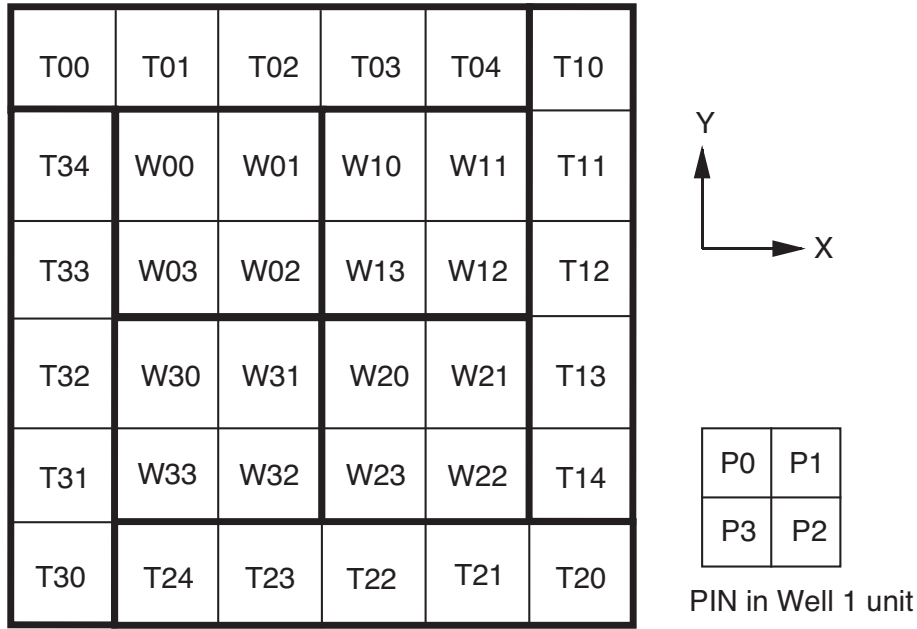 T00 T01 T02 T03 T04 T10
T34 W00 W01 W10 W11 T11
T33 W03 W02 W13 W12 T12
T32 W30 W31 W20 W21 T13
T31 W33 W32 W23 W22 T14
T30 T24 T23 T22 T21 T20
Y
X
P0 P1
P3 P2
PIN in Well 1 unit